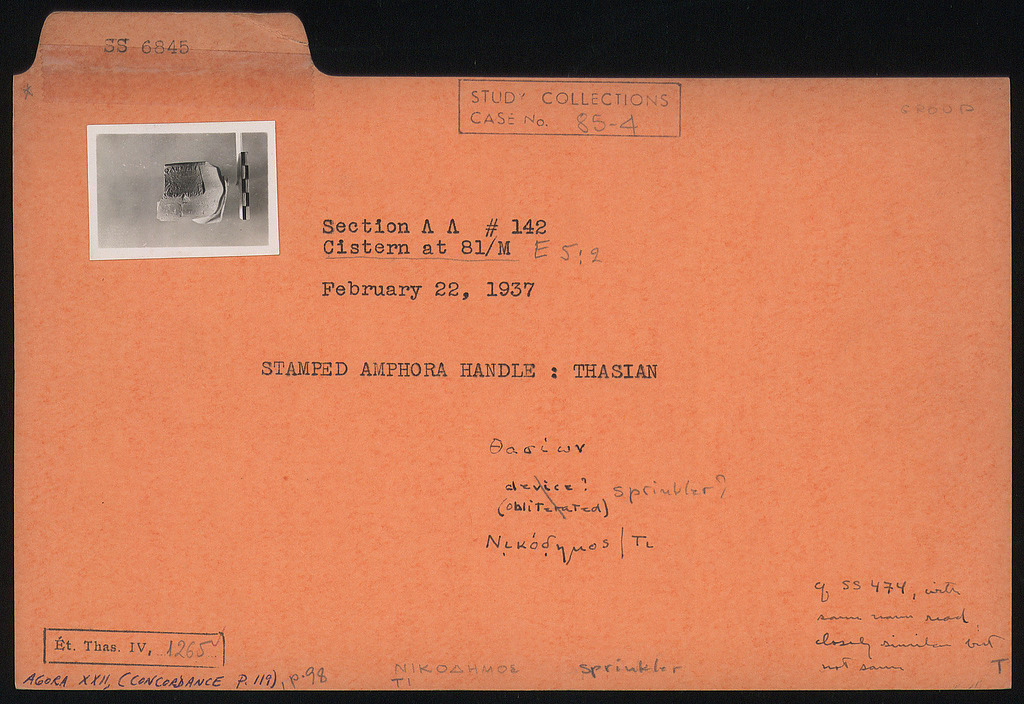 SS 6845
*
STUDY COLLECTIONS
CASE No. 85-4
GROUP
Section Λ Λ # 142
Cistern at 81/M E 5:2
February 22, 1937
STAMPED AMPHORA HANDLE : THASIAN
Θασίων
device? sprinkler?
(obliterated)
Νικόδημος | Τι
cf SS 474, with
same name read,
closely similar but
not same
T
Ét. Thas. IV, 1265
AGORA XXII, (CONCORDANCE P. 119), p. 98
ΝΙΚΟΔΗΜΟΣ sprinkler
ΤΙ